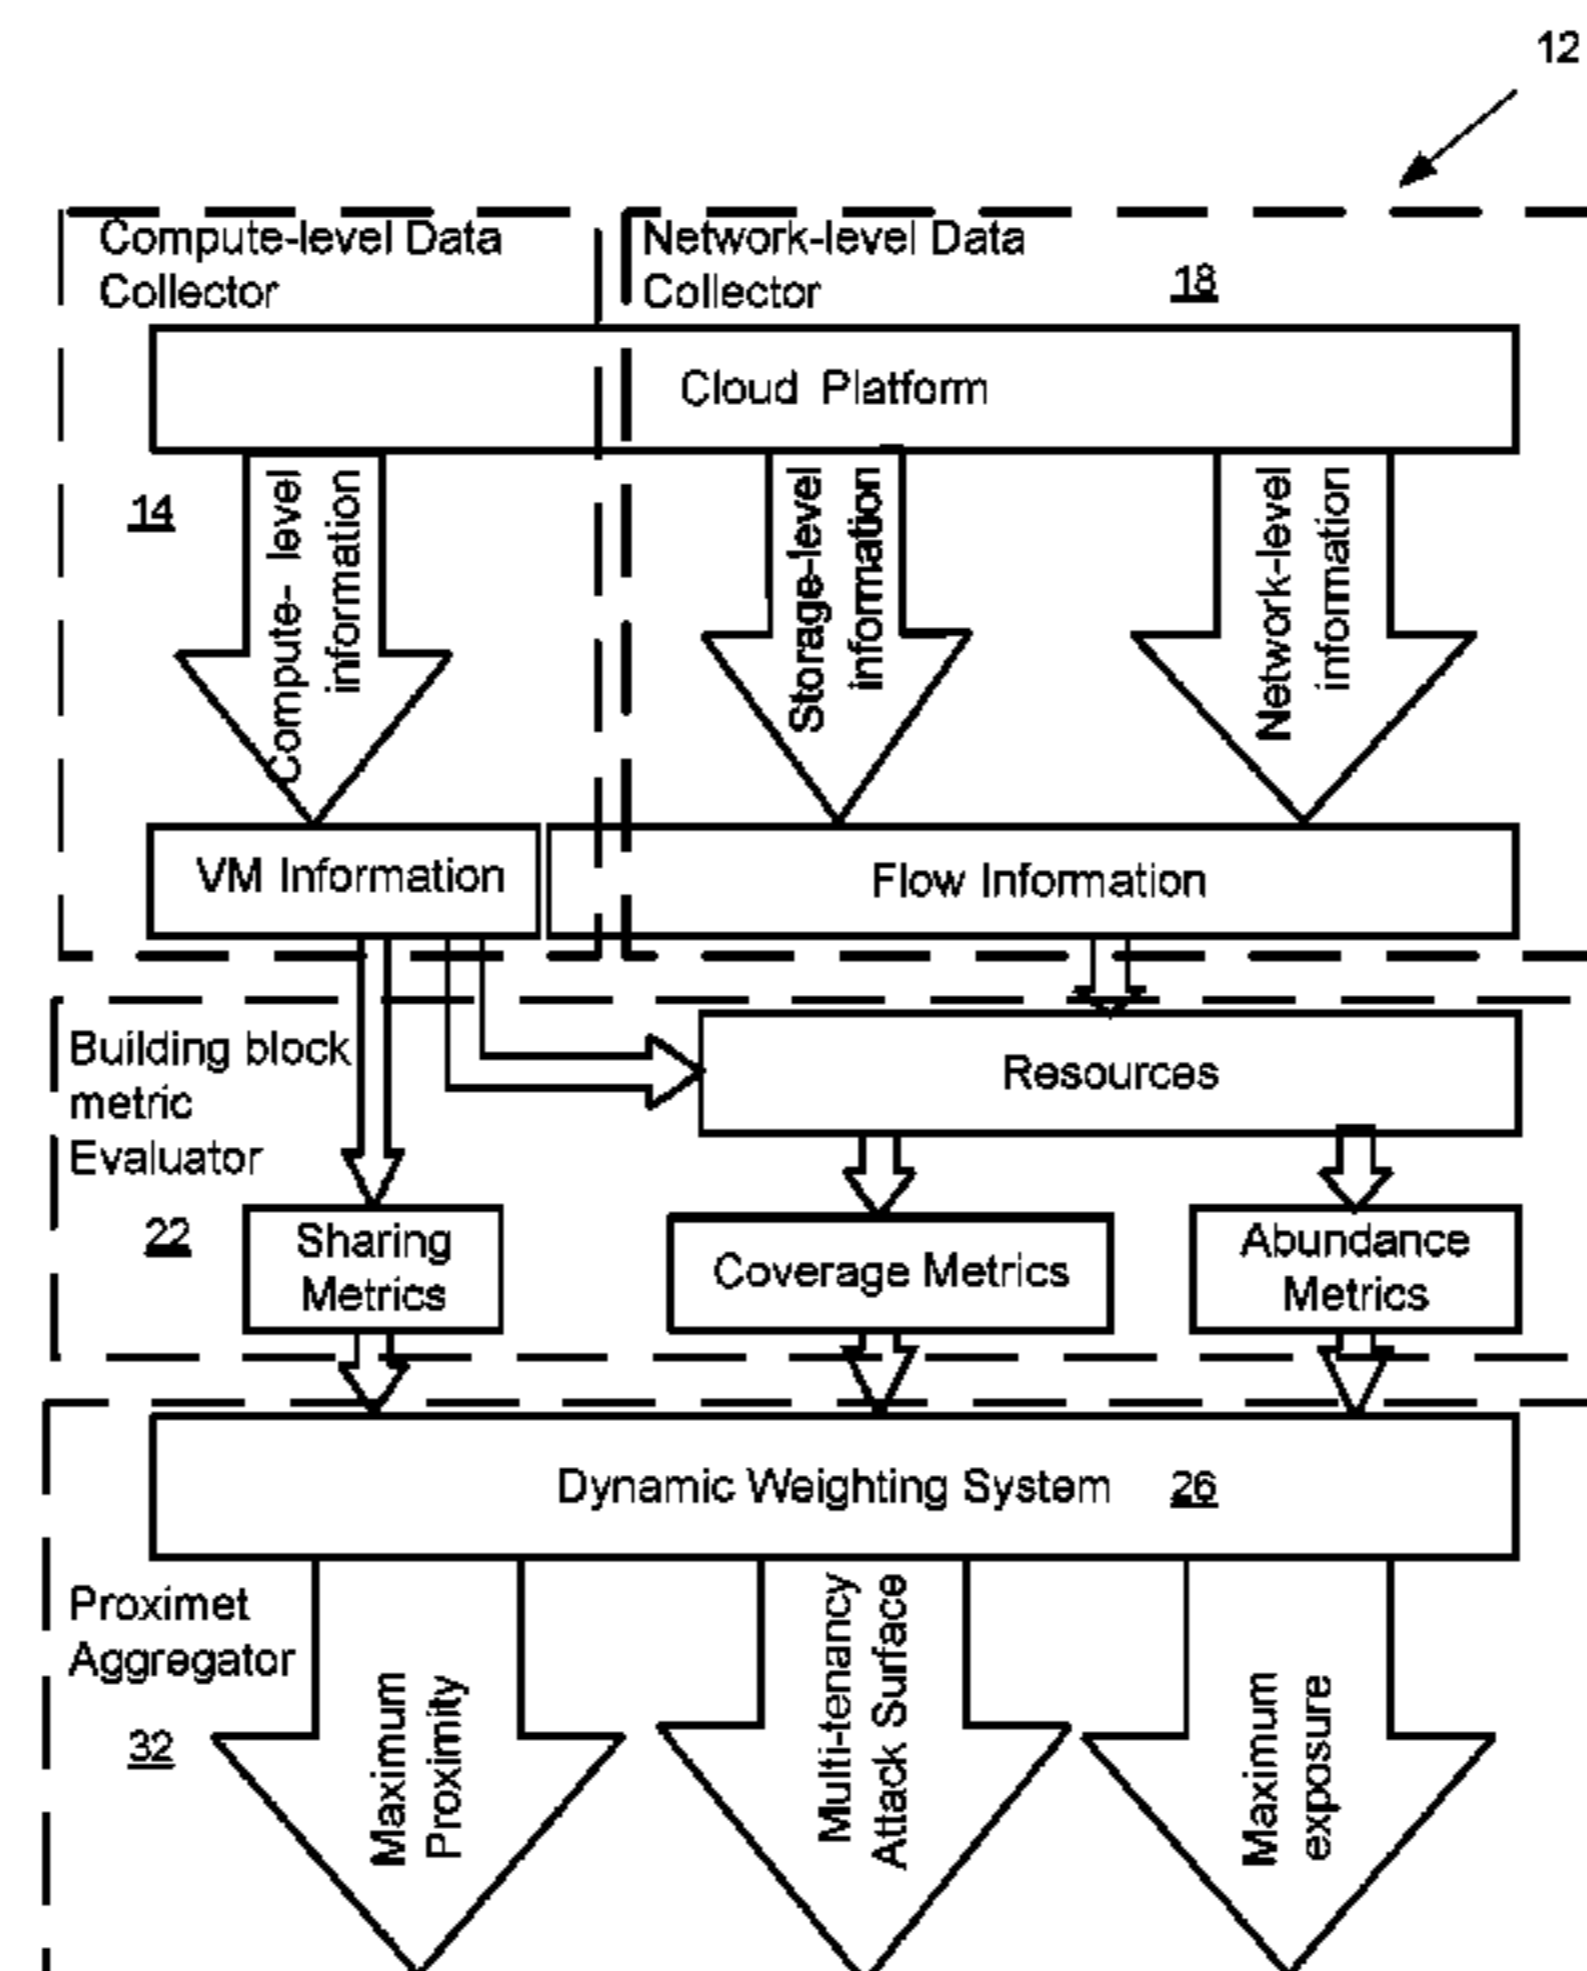 12
Compute-level Data
Collector
Network-level Data
Collector
18
Cloud Platform
14
Compute- level
information
Storage-level
information
Network-level
information
VM Information
Flow Information
Building block
metric
Evaluator
22
Resources
Sharing
Metrics
Coverage Metrics
Abundance
Metrics
Dynamic Weighting System 26
Proximet
Aggregator
32
Maximum
Proximity
Multi-tenancy
Attack Surface
Maximum
exposure